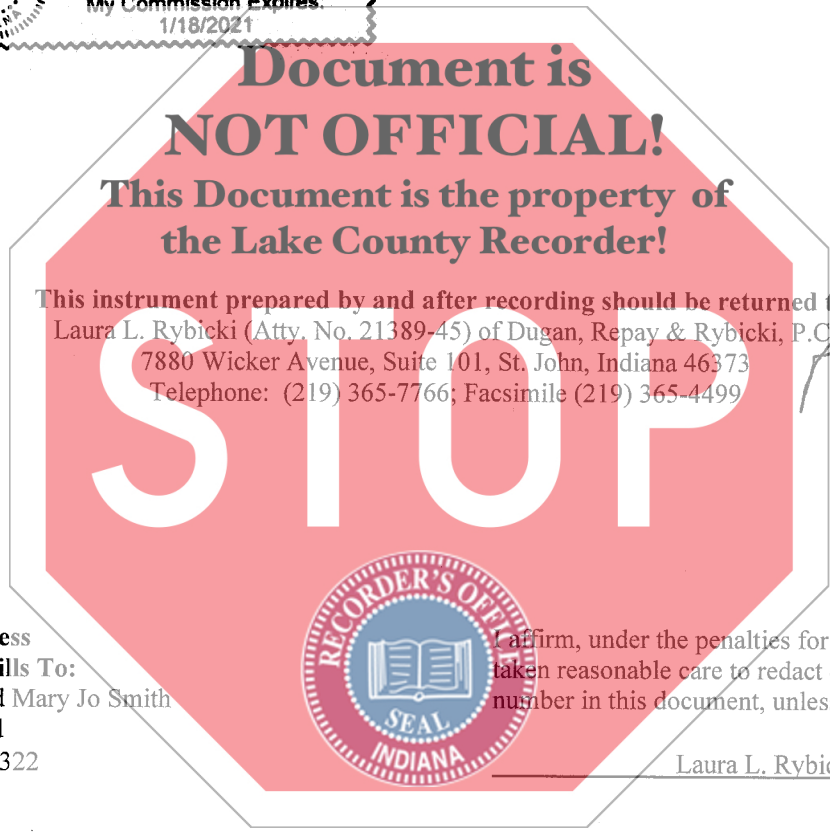 My Commission Expires:
1/18/2021
Document is
NOT OFFICIAL!
This Document is the property of
the Lake County Recorder!
This instrument prepared by and after recording should be returned t
Laura L. Rybicki (Atty. No. 21389-45) of Dugan, Repay & Rybicki, P.C
7880 Wicker Avenue, Suite 101, St. John, Indiana 46373
Telephone: (219) 365-7766; Facsimile (219) 365-4499
STOP
RECORDER'S OFFICE
SEAL
INDIANA
ess
ills To:
d Mary Jo Smith
322
I affirm, under the penalties for
taken reasonable care to redact
number in this document, unles
Laura L. Rybic